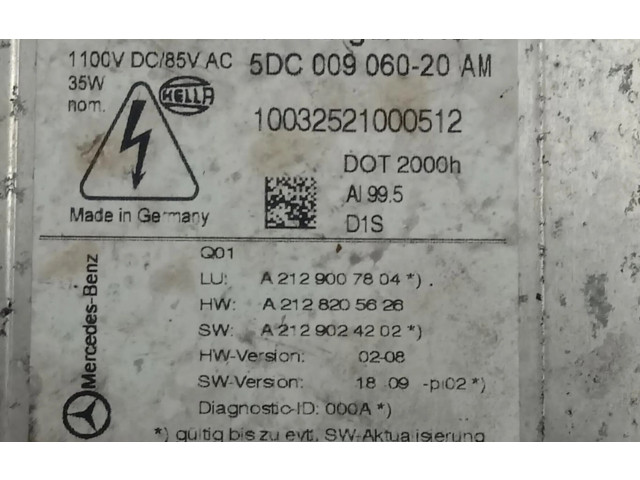 1100V DC/85V AC
5DC 009 060-20 AM
35W
nom.
HELLA
10032521000512
DOT 2000h
Al 99.5
D1S
Made in Germany
Mercedes-Benz
Q01
LU: A 212 900 78 04 *) .
HW: A 212 820 56 26
SW: A 212 902 42 02 *)
HW-Version: 02-08
SW-Version: 18 09 -pi02 *)
Diagnostic-ID: 000A *)
*) gültig bis zu evt. SW-Aktualisierung